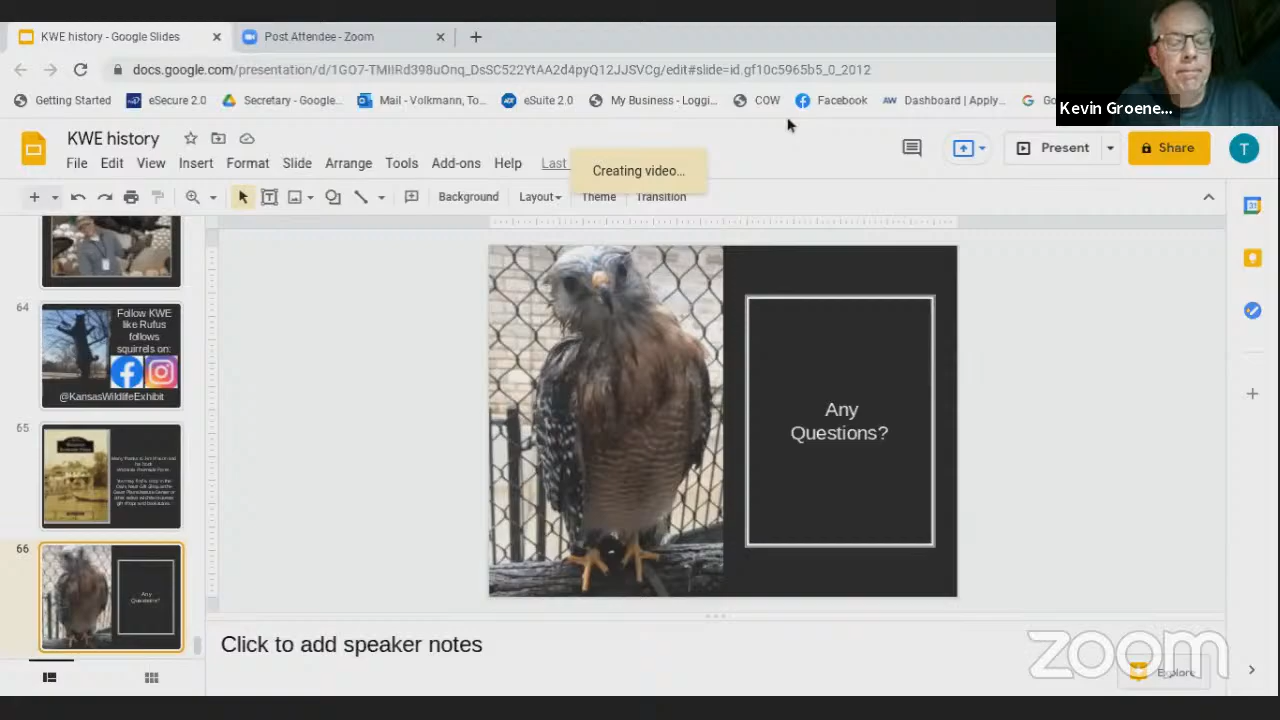 KWE history - Google Slides
Post Attendee - Zoom
docs.google.com/presentation/d/1GO7-TMIIRd398uOnq_DsSC522YtAA2d4pyQ12JJSVCg/edit#slide=id.gf10c5965b5_0_2012
Getting Started
eSecure 2.0
Secretary - Google...
Mail - Volkmann, To...
eSuite 2.0
My Business - Loggi...
COW
Facebook
AW Dashboard | Apply...
Kevin Groene...
KWE history
File Edit View Insert Format Slide Arrange Tools Add-ons Help Last
Creating video...
Present
Share
T
Background Layout Theme Transition
64
Follow KWE
like Rufus
follows
squirrels on:
@KansasWildlifeExhibit
65
66
Any
Questions?
Any
Questions?
Click to add speaker notes
zoom
Explore